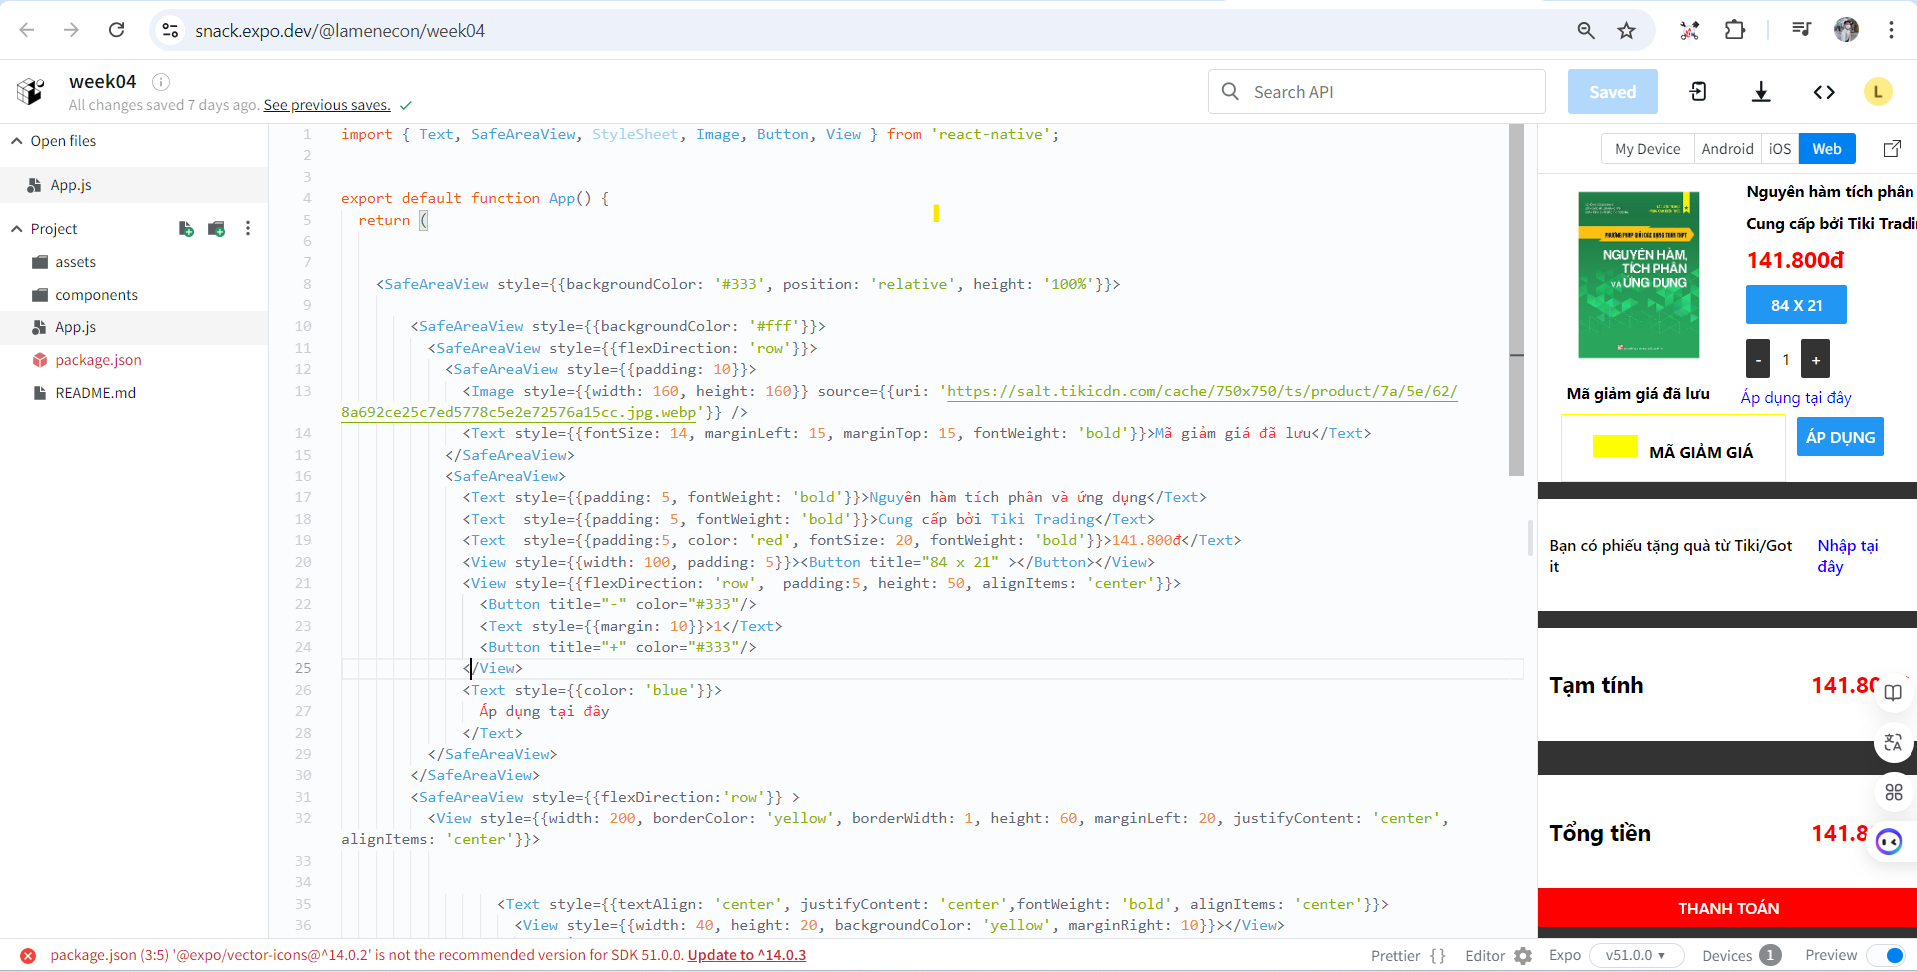 snack.expo.dev/@lamenecon/week04
week04
All changes saved 7 days ago. See previous saves.
Search API
Saved
L
Open files
App.js
Project
assets
components
App.js
package.json
README.md
1 import { Text, SafeAreaView, StyleSheet, Image, Button, View } from 'react-native';
2
3
4 export default function App() {
5 return (
6
7
8 <SafeAreaView style={{backgroundColor: '#333', position: 'relative', height: '100%'}}>
9
10 <SafeAreaView style={{backgroundColor: '#fff'}}>
11 <SafeAreaView style={{flexDirection: 'row'}}>
12 <SafeAreaView style={{padding: 10}}>
13 <Image style={{width: 160, height: 160}} source={{uri: 'https://salt.tikicdn.com/cache/750x750/ts/product/7a/5e/62/
8a692ce25c7ed5778c5e2e72576a15cc.jpg.webp'}} />
14 <Text style={{fontSize: 14, marginLeft: 15, marginTop: 15, fontWeight: 'bold'}}>Mã giảm giá đã lưu</Text>
15 </SafeAreaView>
16 <SafeAreaView>
17 <Text style={{padding: 5, fontWeight: 'bold'}}>Nguyên hàm tích phân và ứng dụng</Text>
18 <Text  style={{padding: 5, fontWeight: 'bold'}}>Cung cấp bởi Tiki Trading</Text>
19 <Text  style={{padding:5, color: 'red', fontSize: 20, fontWeight: 'bold'}}>141.800đ</Text>
20 <View style={{width: 100, padding: 5}}><Button title="84 x 21" ></Button></View>
21 <View style={{flexDirection: 'row',  padding:5, height: 50, alignItems: 'center'}}>
22 <Button title="-" color="#333"/>
23 <Text style={{margin: 10}}>1</Text>
24 <Button title="+" color="#333"/>
25 </View>
26 <Text style={{color: 'blue'}}>
27 Áp dụng tại đây
28 </Text>
29 </SafeAreaView>
30 </SafeAreaView>
31 <SafeAreaView style={{flexDirection:'row'}} >
32 <View style={{width: 200, borderColor: 'yellow', borderWidth: 1, height: 60, marginLeft: 20, justifyContent: 'center',
alignItems: 'center'}}>
33
34
35 <Text style={{textAlign: 'center', justifyContent: 'center',fontWeight: 'bold', alignItems: 'center'}}>
36 <View style={{width: 40, height: 20, backgroundColor: 'yellow', marginRight: 10}}></View>
My Device Android iOS Web
PHƯƠNG PHÁP GIẢI CÁC DẠNG TOÁN THPT
NGUYÊN HÀM,
TÍCH PHÂN
VÀ ỨNG DỤNG
Nguyên hàm tích phân
Cung cấp bởi Tiki Tradi
141.800đ
84 X 21
- 1 +
Mã giảm giá đã lưu
Áp dụng tại đây
MÃ GIẢM GIÁ
ÁP DỤNG
Bạn có phiếu tặng quà từ Tiki/Got
it
Nhập tại
đây
Tạm tính
141.80
Tổng tiền
141.8
THANH TOÁN
package.json (3:5) '@expo/vector-icons@^14.0.2' is not the recommended version for SDK 51.0.0. Update to ^14.0.3
Prettier { } Editor Expo v51.0.0 Devices 1 Preview